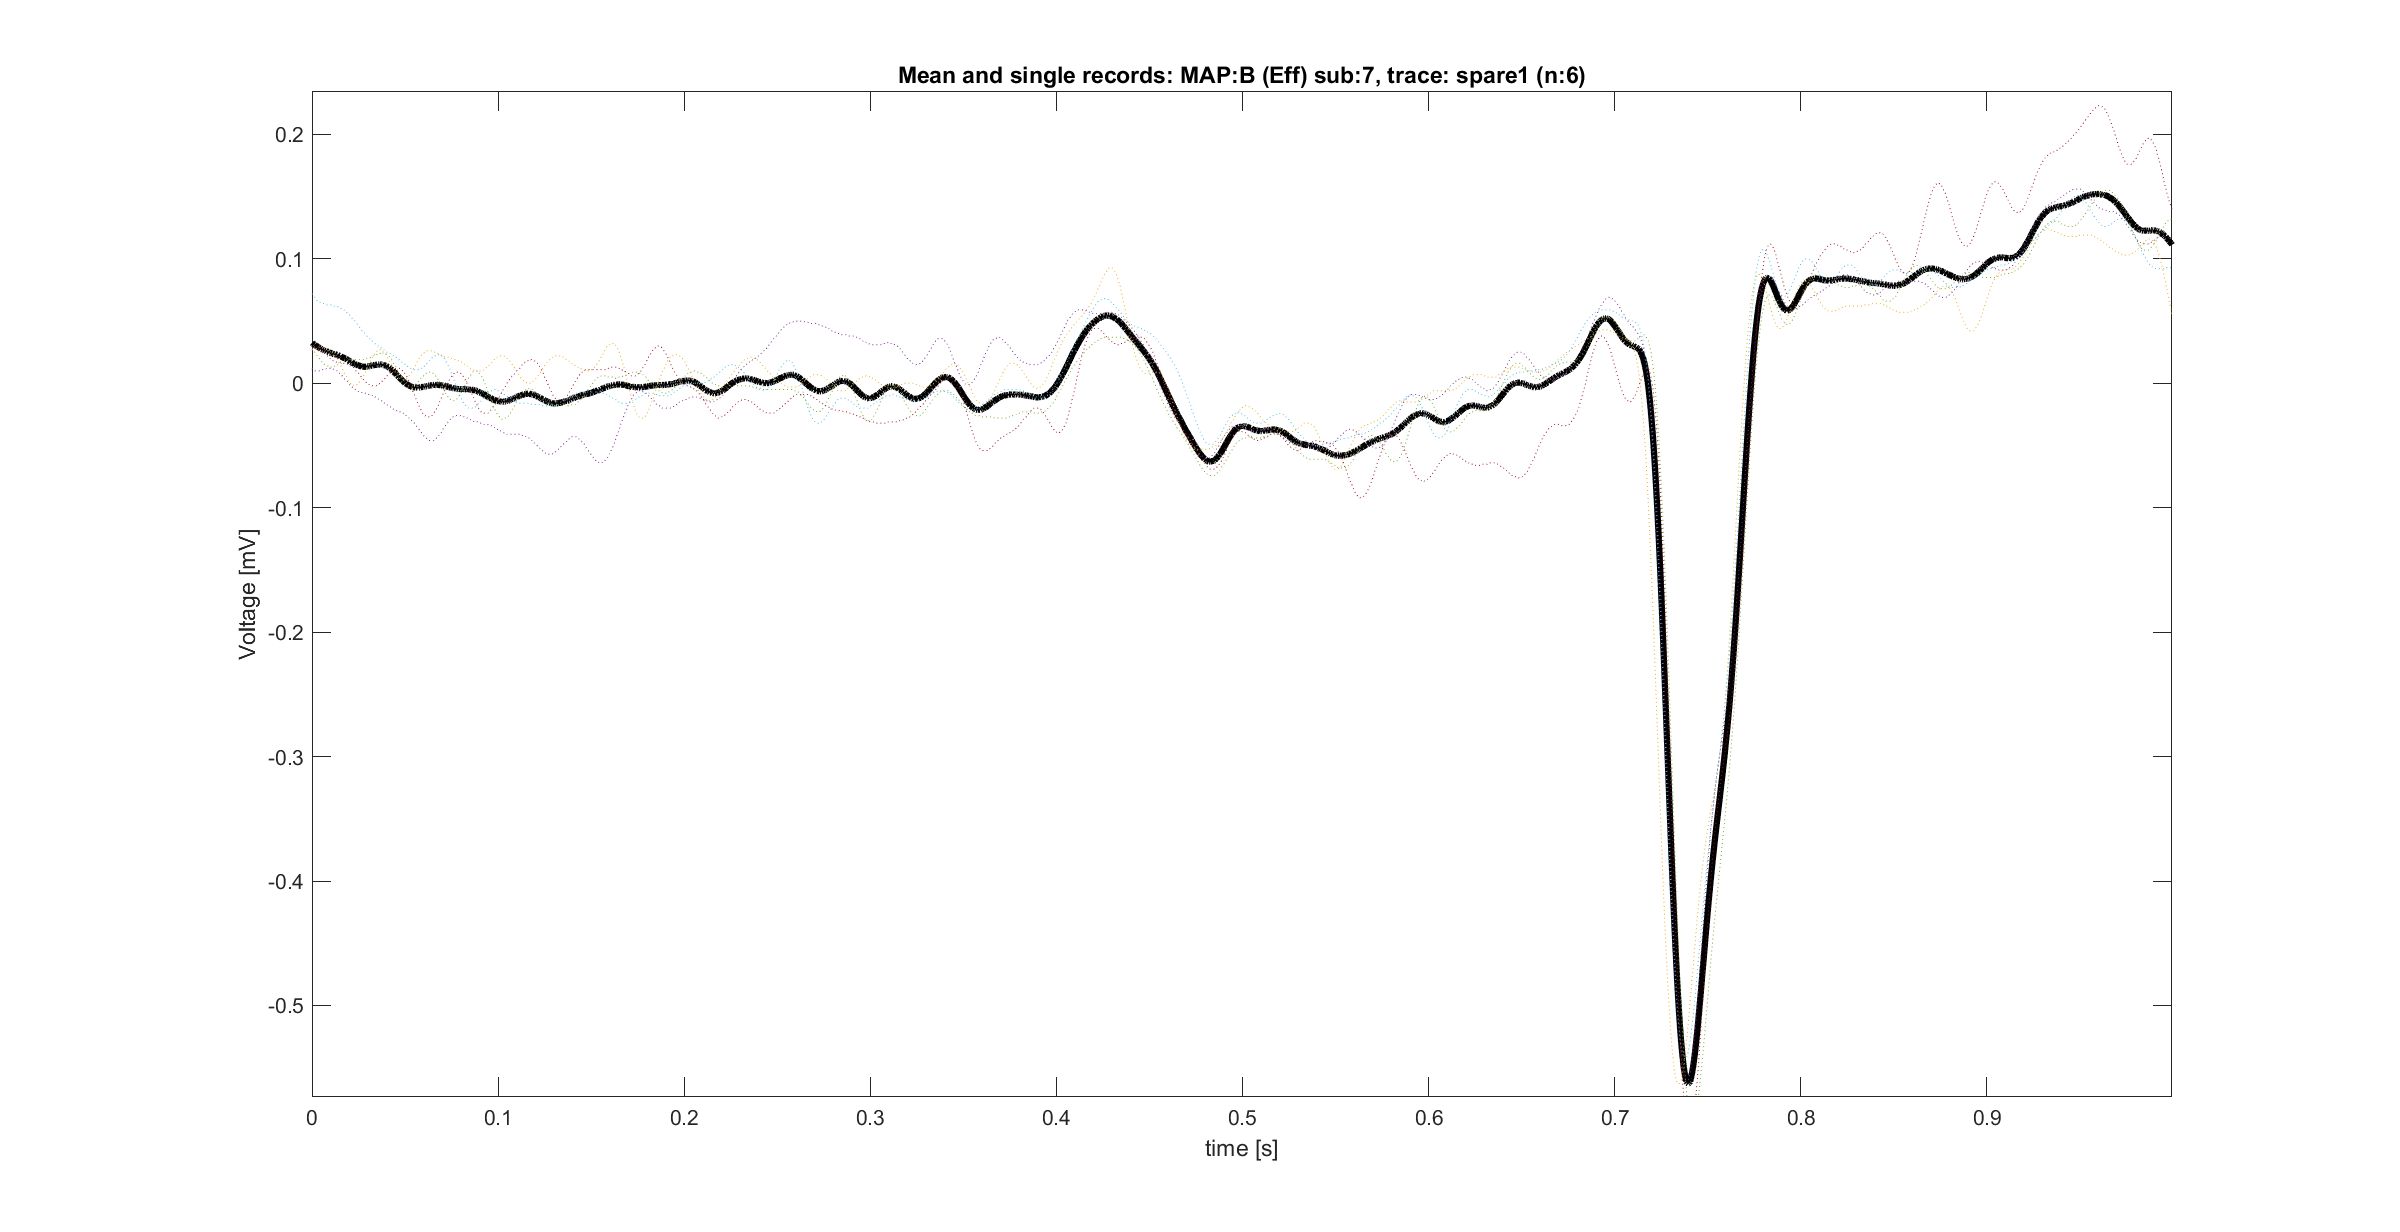 Mean and single records: MAP:B (Eff) sub:7, trace: spare1 (n:6)
0.2
0.1
0
-0.1
-0.2
-0.3
-0.4
-0.5
Voltage [mV]
0 0.1 0.2 0.3 0.4 0.5 0.6 0.7 0.8 0.9
time [s]